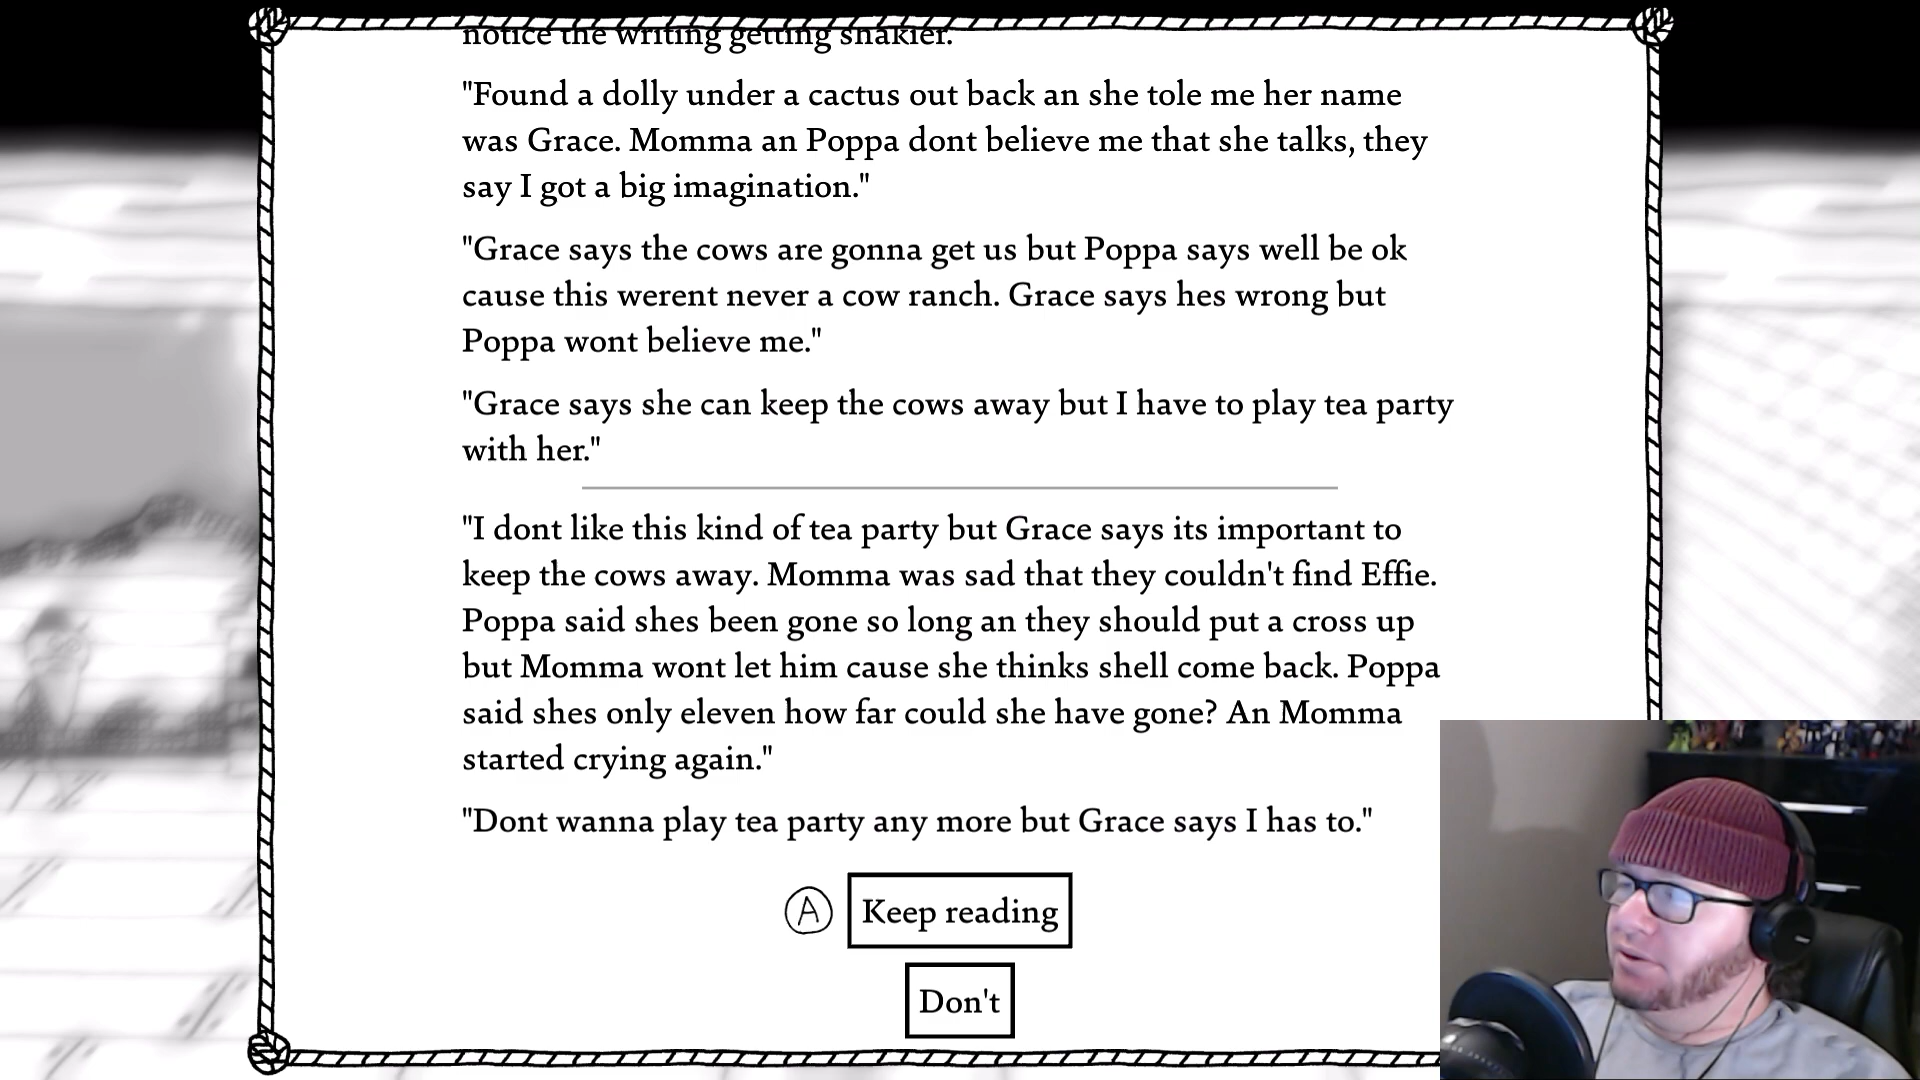 notice the writing getting shakier.
"Found a dolly under a cactus out back an she tole me her name
was Grace. Momma an Poppa dont believe me that she talks, they
say I got a big imagination."
"Grace says the cows are gonna get us but Poppa says well be ok
cause this werent never a cow ranch. Grace says hes wrong but
Poppa wont believe me."
"Grace says she can keep the cows away but I have to play tea party
with her."
"I dont like this kind of tea party but Grace says its important to
keep the cows away. Momma was sad that they couldn't find Effie.
Poppa said shes been gone so long an they should put a cross up
but Momma wont let him cause she thinks shell come back. Poppa
said shes only eleven how far could she have gone? An Momma
started crying again."
"Dont wanna play tea party any more but Grace says I has to."
A Keep reading
Don't